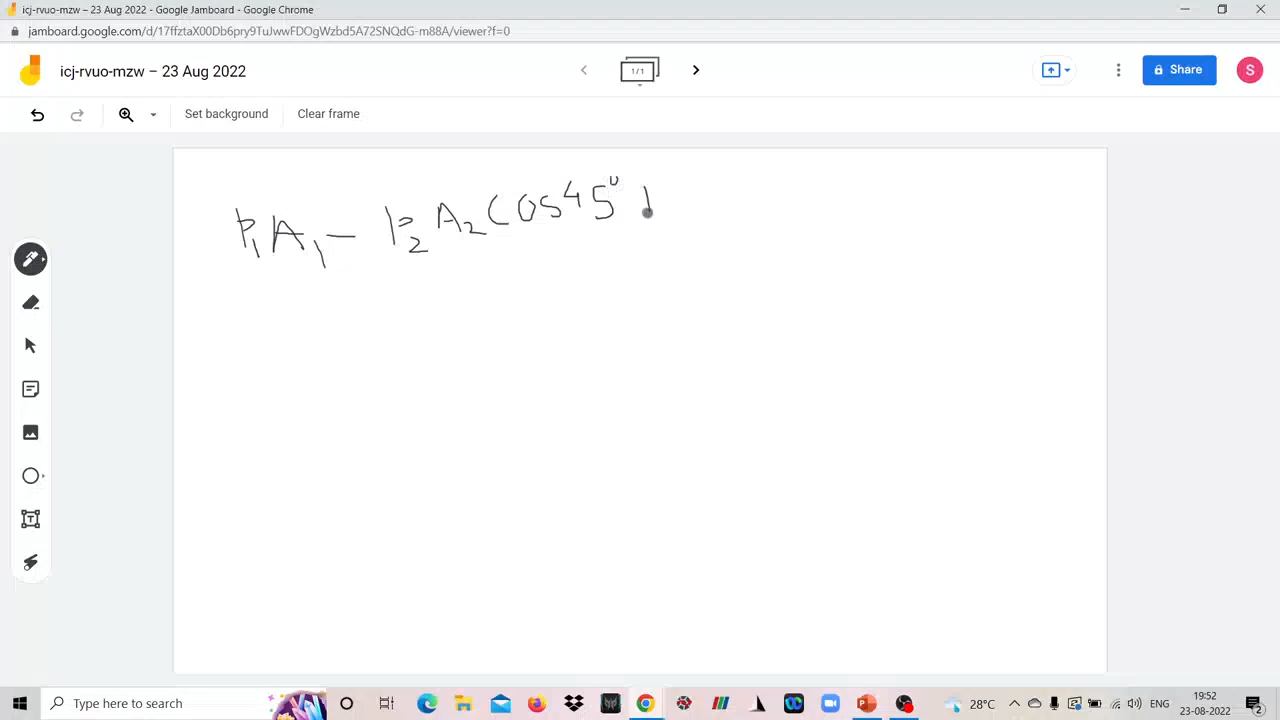 icj-rvuo-mzw – 23 Aug 2022 - Google Jamboard - Google Chrome
jamboard.google.com/d/17ffztaX00Db6pry9TuJwwFDOgWzbd5A72SNQdG-m88A/viewer?f=0
icj-rvuo-mzw – 23 Aug 2022
1 / 1
Share
S
Set background
Clear frame
P₁A₁ - P₂A₂ Cos45°
Type here to search
28°C
ENG
19:52
23-08-2022
2